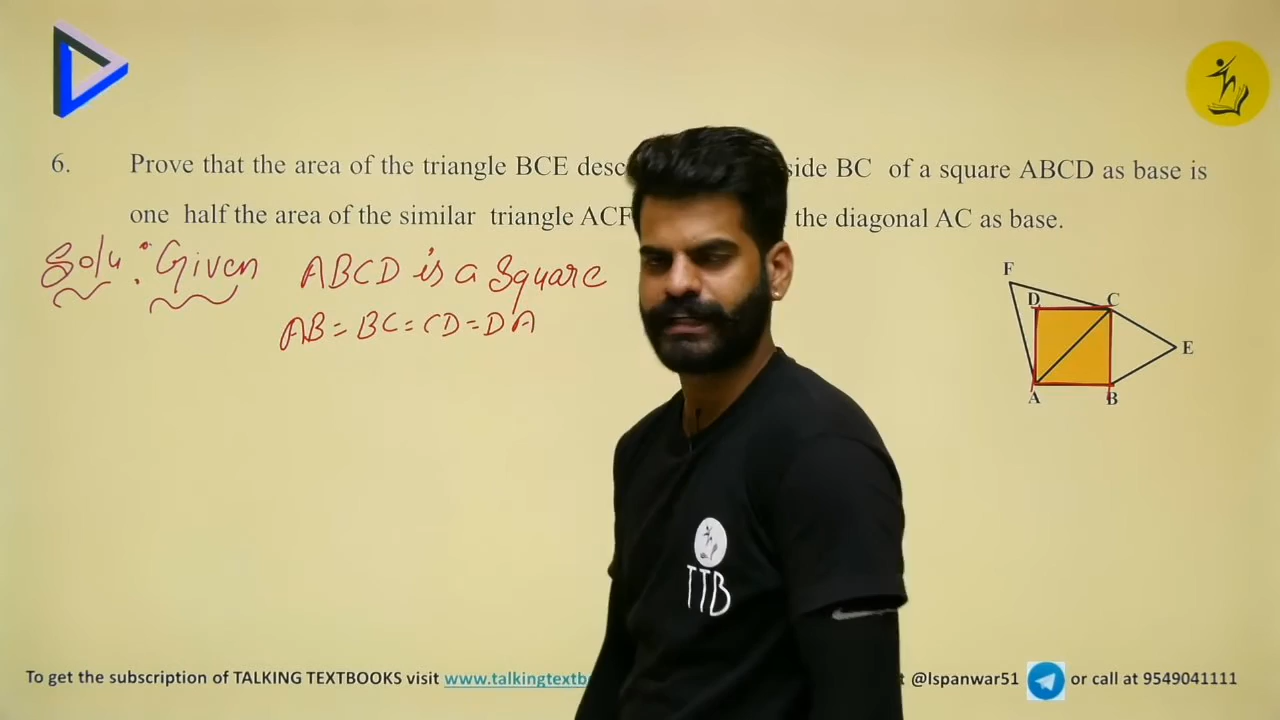 6. Prove that the area of the triangle BCE desc side BC of a square ABCD as base is
one half the area of the similar triangle ACF the diagonal AC as base.
Solu : Given ABCD is a Square
AB = BC = CD = DA
F
D C
E
A B
TTB
To get the subscription of TALKING TEXTBOOKS visit www.talkingtextb @lspanwar51 or call at 9549041111